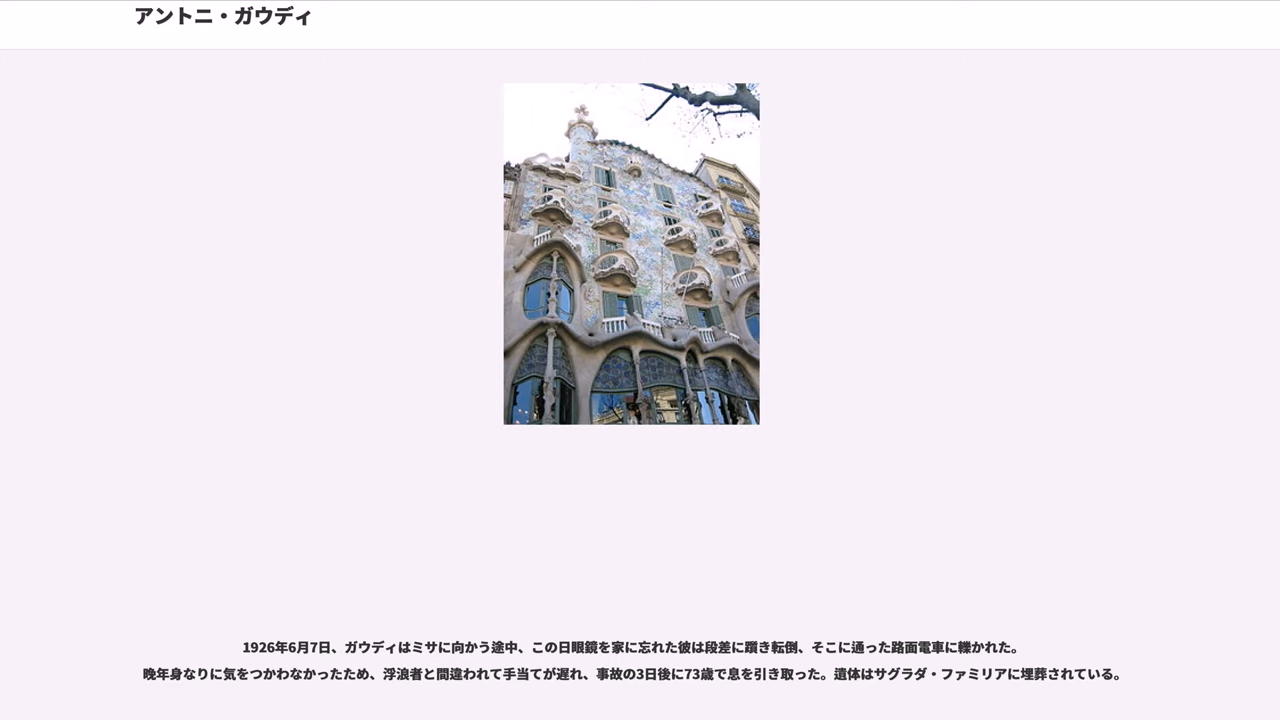 アントニ・ガウディ
1926年6月7日、ガウディはミサに向かう途中、この日眼鏡を家に忘れた彼は段差に躓き転倒、そこに通った路面電車に轢かれた。
晩年身なりに気をつかわなかったため、浮浪者と間違われて手当てが遅れ、事故の3日後に73歳で息を引き取った。遺体はサグラダ・ファミリアに埋葬されている。